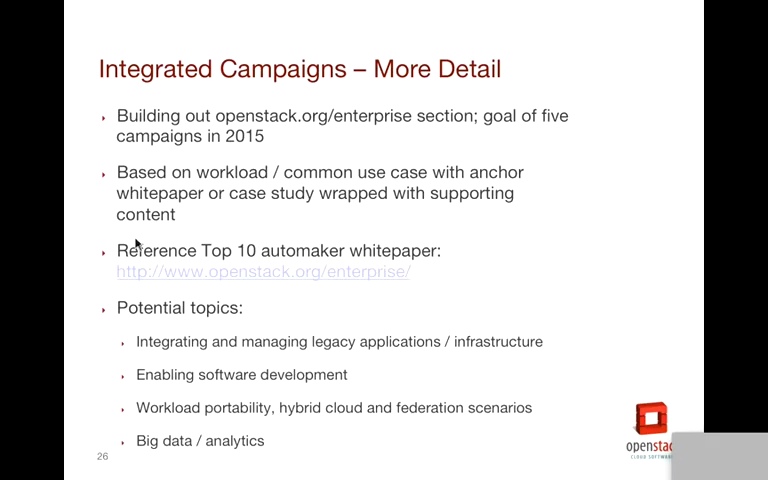 Integrated Campaigns – More Detail
Building out openstack.org/enterprise section; goal of five
campaigns in 2015
Based on workload / common use case with anchor
whitepaper or case study wrapped with supporting
content
Reference Top 10 automaker whitepaper:
http://www.openstack.org/enterprise/
Potential topics:
Integrating and managing legacy applications / infrastructure
Enabling software development
Workload portability, hybrid cloud and federation scenarios
Big data / analytics
26
openstac
CLOUD SOFTWA